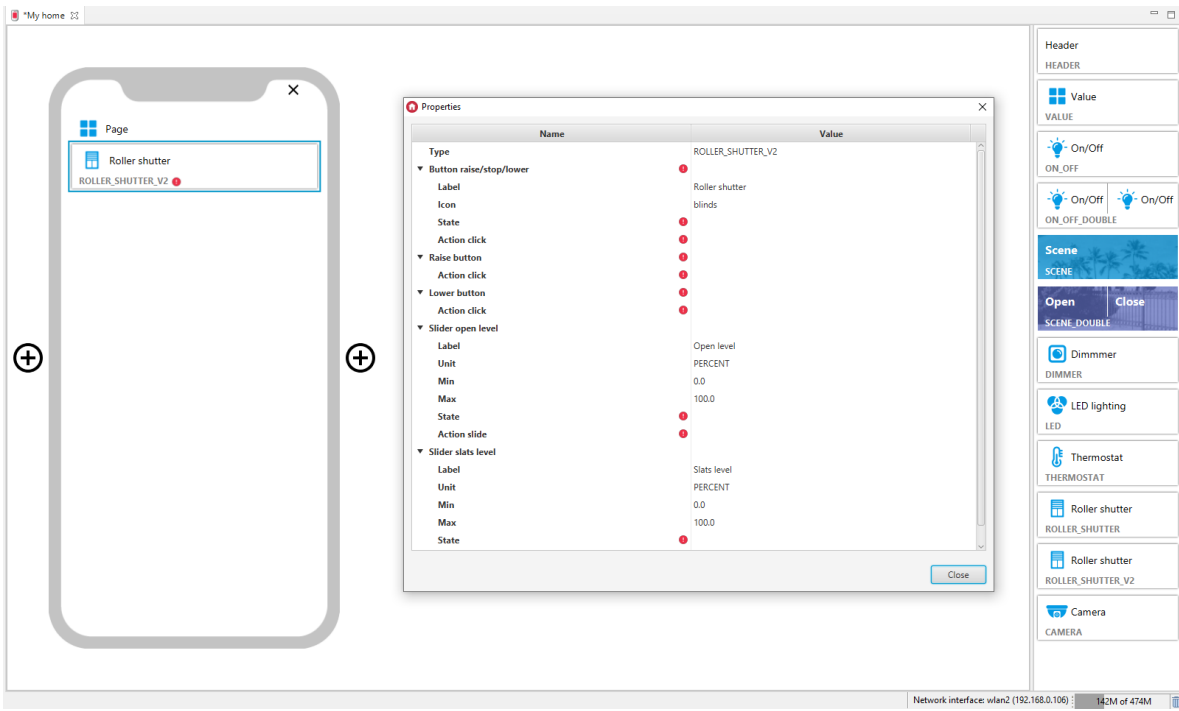 *My home
Page
Roller shutter
ROLLER_SHUTTER_V2
Properties
Name Value
Type ROLLER_SHUTTER_V2
Button raise/stop/lower
Label Roller shutter
Icon blinds
State
Action click
Raise button
Action click
Lower button
Action click
Slider open level
Label Open level
Unit PERCENT
Min 0.0
Max 100.0
State
Action slide
Slider slats level
Label Slats level
Unit PERCENT
Min 0.0
Max 100.0
State
Close
Header
HEADER
Value
VALUE
On/Off
ON_OFF
On/Off On/Off
ON_OFF_DOUBLE
Scene
SCENE
Open Close
SCENE_DOUBLE
Dimmmer
DIMMER
LED lighting
LED
Thermostat
THERMOSTAT
Roller shutter
ROLLER_SHUTTER
Roller shutter
ROLLER_SHUTTER_V2
Camera
CAMERA
Network interface: wlan2 (192.168.0.106) 142M of 474M